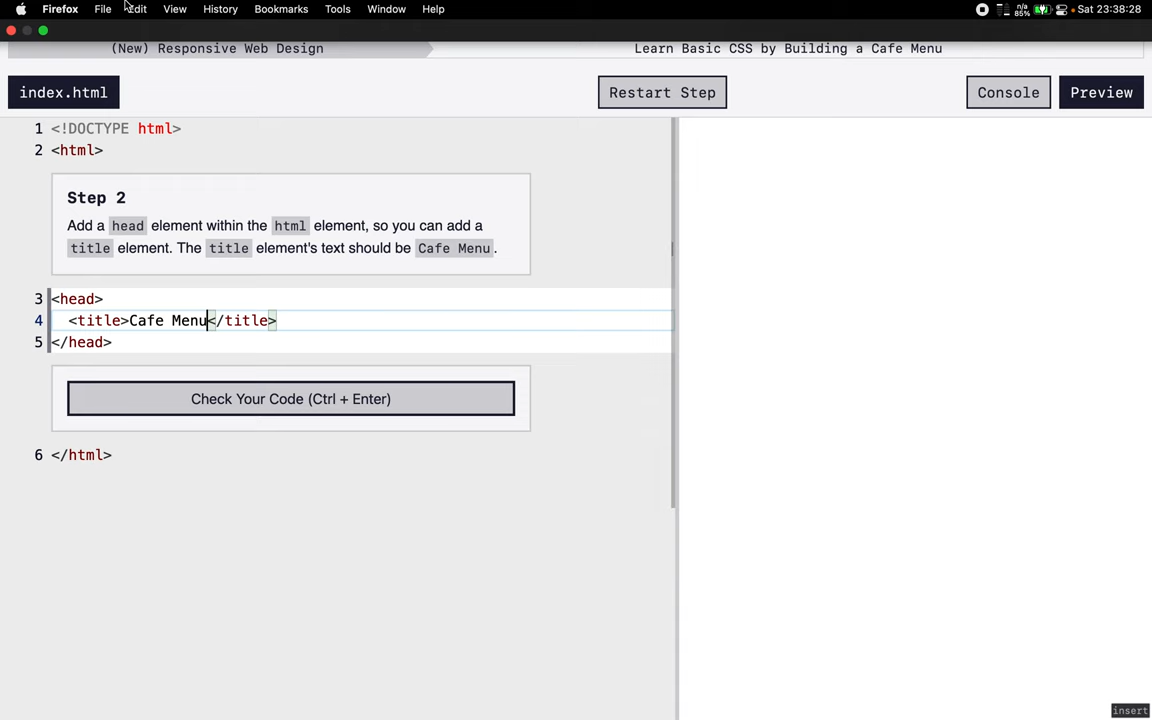 Firefox File Edit View History Bookmarks Tools Window Help n/a 85% Sat 23:38:28
(New) Responsive Web Design Learn Basic CSS by Building a Cafe Menu
index.html Restart Step Console Preview
1 <!DOCTYPE html>
2 <html>
Step 2
Add a head element within the html element, so you can add a
title element. The title element's text should be Cafe Menu.
3 <head>
4 <title>Cafe Menu</title>
5 </head>
Check Your Code (Ctrl + Enter)
6 </html>
insert